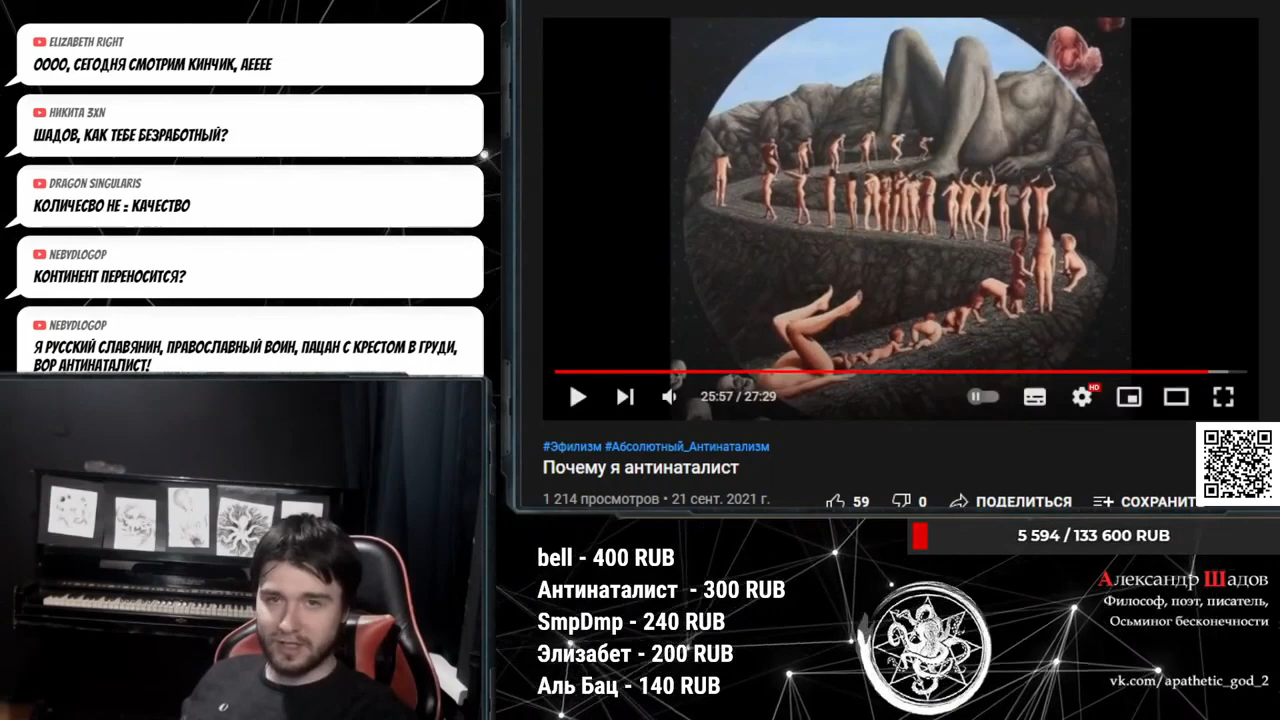 ELIZABETH RIGHT
ОООО, СЕГОДНЯ СМОТРИМ КИНЧИК, АЕЕЕЕ
НИКИТА 3XN
ШАДОВ, КАК ТЕБЕ БЕЗРАБОТНЫЙ?
DRAGON SINGULARIS
КОЛИЧЕСВО НЕ = КАЧЕСТВО
NEBYDLOGOP
КОНТИНЕНТ ПЕРЕНОСИТСЯ?
NEBYDLOGOP
Я РУССКИЙ СЛАВЯНИН, ПРАВОСЛАВНЫЙ ВОИН, ПАЦАН С КРЕСТОМ В ГРУДИ,
ВОР АНТИНАТАЛИСТ!
25:57 / 27:29
HD
#Эфилизм #Абсолютный_Антинатализм
Почему я антинаталист
1 214 просмотров • 21 сент. 2021 г.
59
0
ПОДЕЛИТЬСЯ
СОХРАНИТЬ
5 594 / 133 600 RUB
bell - 400 RUB
Антинаталист - 300 RUB
SmpDmp - 240 RUB
Элизабет - 200 RUB
Аль Бац - 140 RUB
Александр Шадов
Философ, поэт, писатель,
Осьминог бесконечности
vk.com/apathetic_god_2